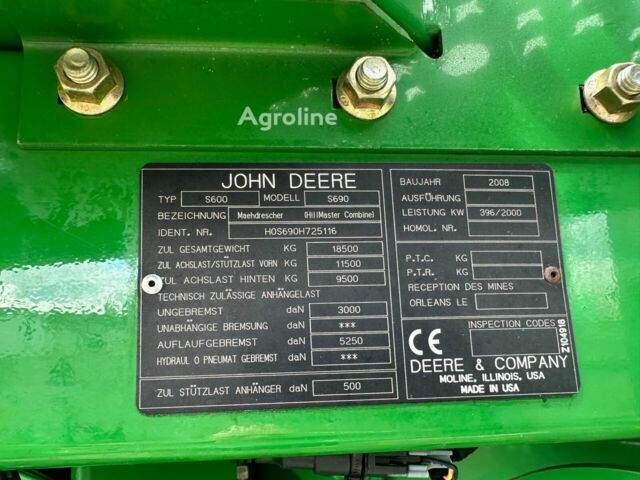 Agroline
JOHN DEERE
TYP S600 MODELL S690
BEZEICHNUNG Maehdrescher (HillMaster Combine)
IDENT. NR. H0S690H725116
ZUL GESAMTGEWICHT KG 18500
ZUL ACHSLAST/STÜTZLAST VORN KG 11500
ZUL ACHSLAST HINTEN KG 9500
TECHNISCH ZULÄSSIGE ANHÄNGELAST
UNGEBREMST daN 3000
UNABHÄNGIGE BREMSUNG daN ***
AUFLAUFGEBREMST daN 5250
HYDRAUL O PNEUMAT GEBREMST daN ***
ZUL STÜTZLAST ANHÄNGER daN 500
BAUJAHR 2008
AUSFÜHRUNG
LEISTUNG KW 396/2000
HOMOL. NR.
P.T.C. KG
P.T.R. KG
RECEPTION DES MINES
ORLEANS LE
INSPECTION CODES
CE
DEERE & COMPANY
MOLINE, ILLINOIS, USA
MADE IN USA
Z104918